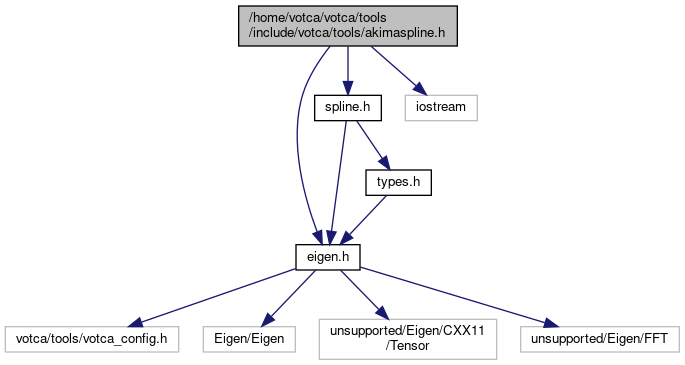 /home/votca/votca/tools
/include/votca/tools/akimaspline.h
spline.h
iostream
types.h
eigen.h
votca/tools/votca_config.h
Eigen/Eigen
unsupported/Eigen/CXX11
/Tensor
unsupported/Eigen/FFT